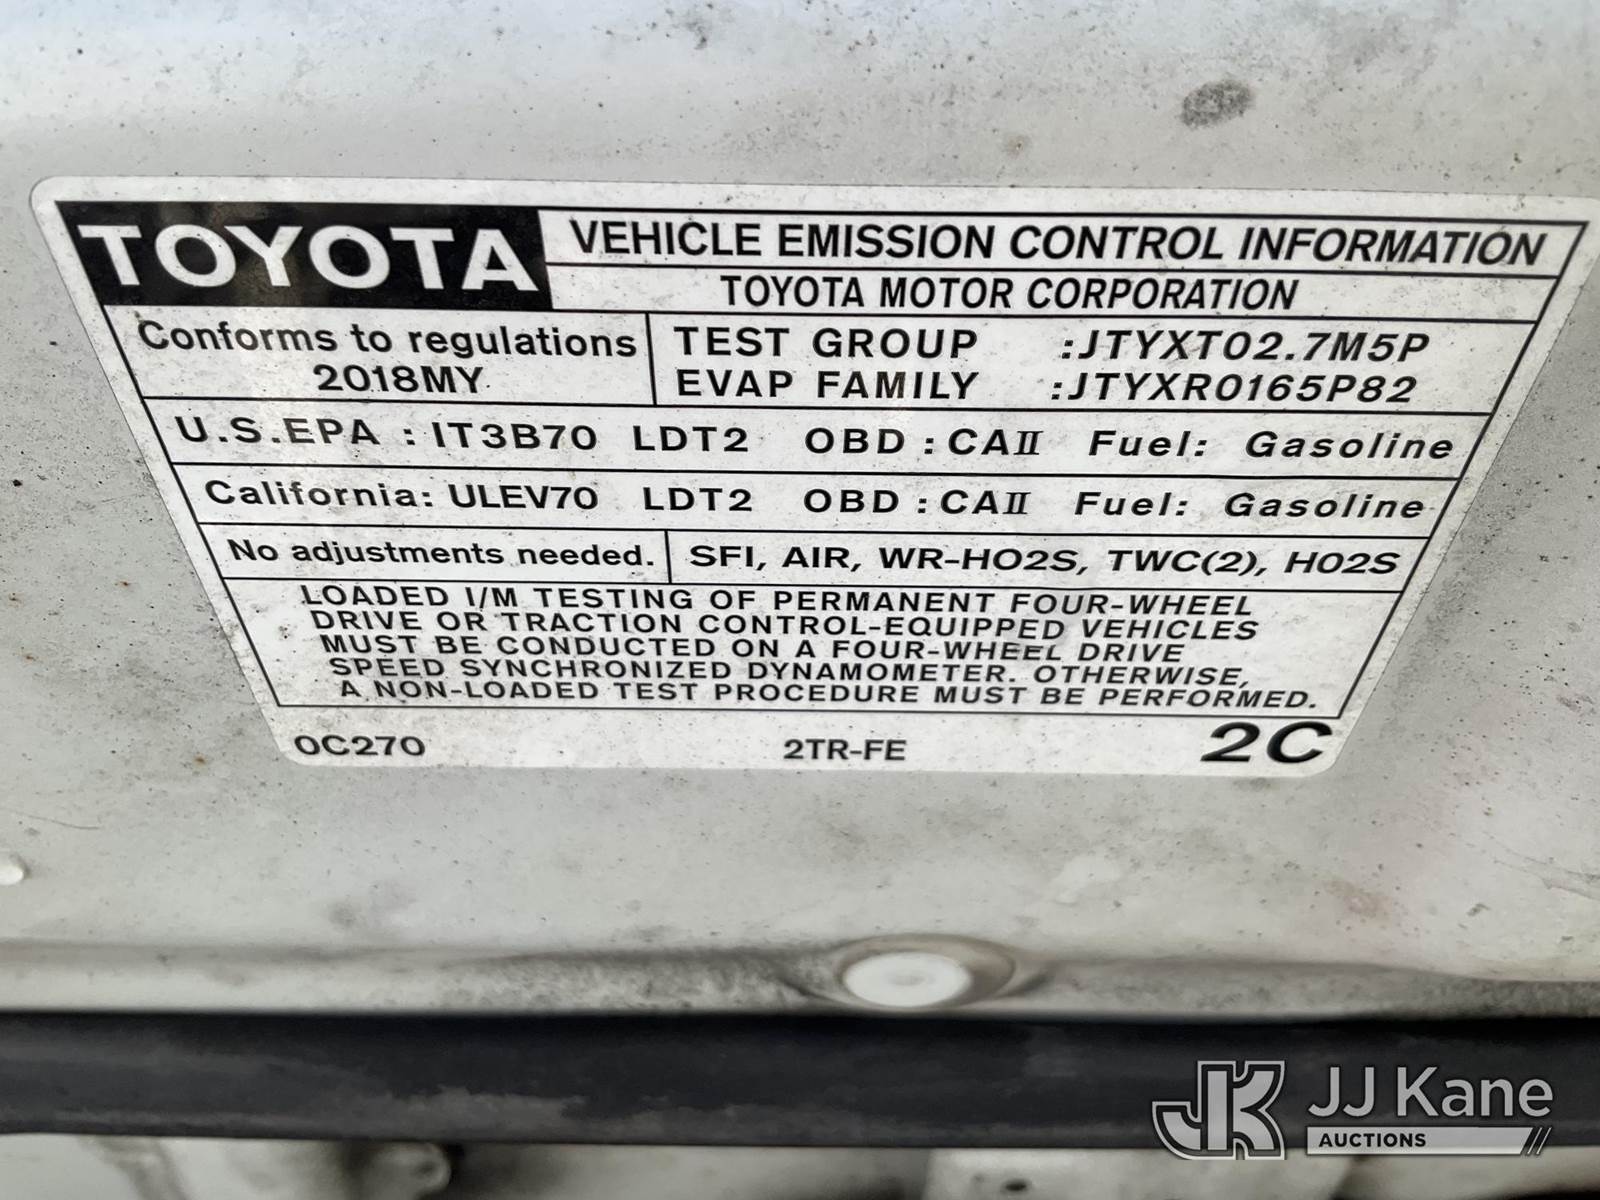 TOYOTA
VEHICLE EMISSION CONTROL INFORMATION
TOYOTA MOTOR CORPORATION
Conforms to regulations
2018MY
TEST GROUP :JTYXT02.7M5P
EVAP FAMILY :JTYXR0165P82
U.S.EPA : IT3B70 LDT2 OBD : CAII Fuel: Gasoline
California: ULEV70 LDT2 OBD : CAII Fuel: Gasoline
No adjustments needed.
SFI, AIR, WR-HO2S, TWC(2), HO2S
LOADED I/M TESTING OF PERMANENT FOUR-WHEEL
DRIVE OR TRACTION CONTROL-EQUIPPED VEHICLES
MUST BE CONDUCTED ON A FOUR-WHEEL DRIVE
SPEED SYNCHRONIZED DYNAMOMETER. OTHERWISE,
A NON-LOADED TEST PROCEDURE MUST BE PERFORMED.
0C270 2TR-FE 2C
JK JJ Kane
AUCTIONS